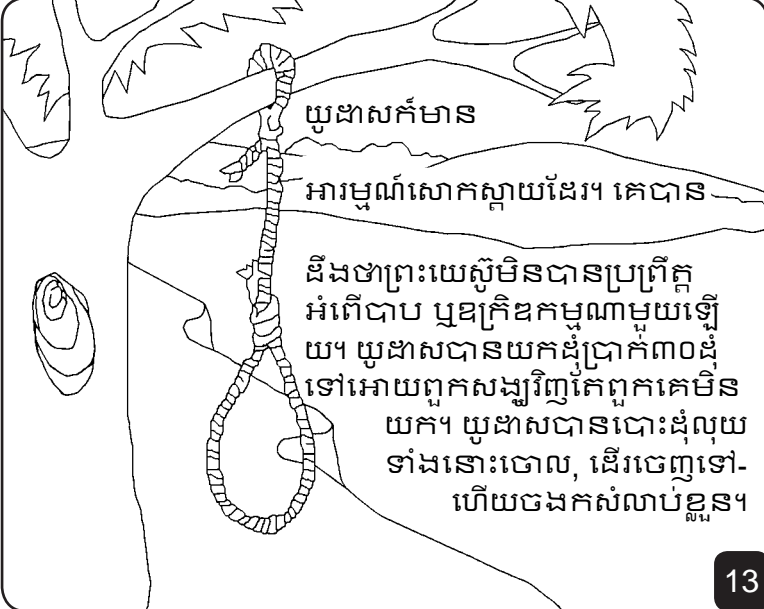 យូដាសក៏មាន
អារម្មណ៍សោកស្តាយដែរ។ គេបាន
ដឹងថាព្រះយេស៊ូមិនបានប្រព្រឹត្ត
អំពើបាប ឬឧក្រិឌកម្មណាមួយឡើ
យ។ យូដាសបានយកដុំប្រាក់៣០ដុំ
ទៅអោយពួកសង្ឃវិញតែពួកគេមិន
យក។ យូដាសបានបោះដុំលុយ
ទាំងនោះចោល, ដើរចេញទៅ-
ហើយចងកសំលាប់ខ្លួន។
13